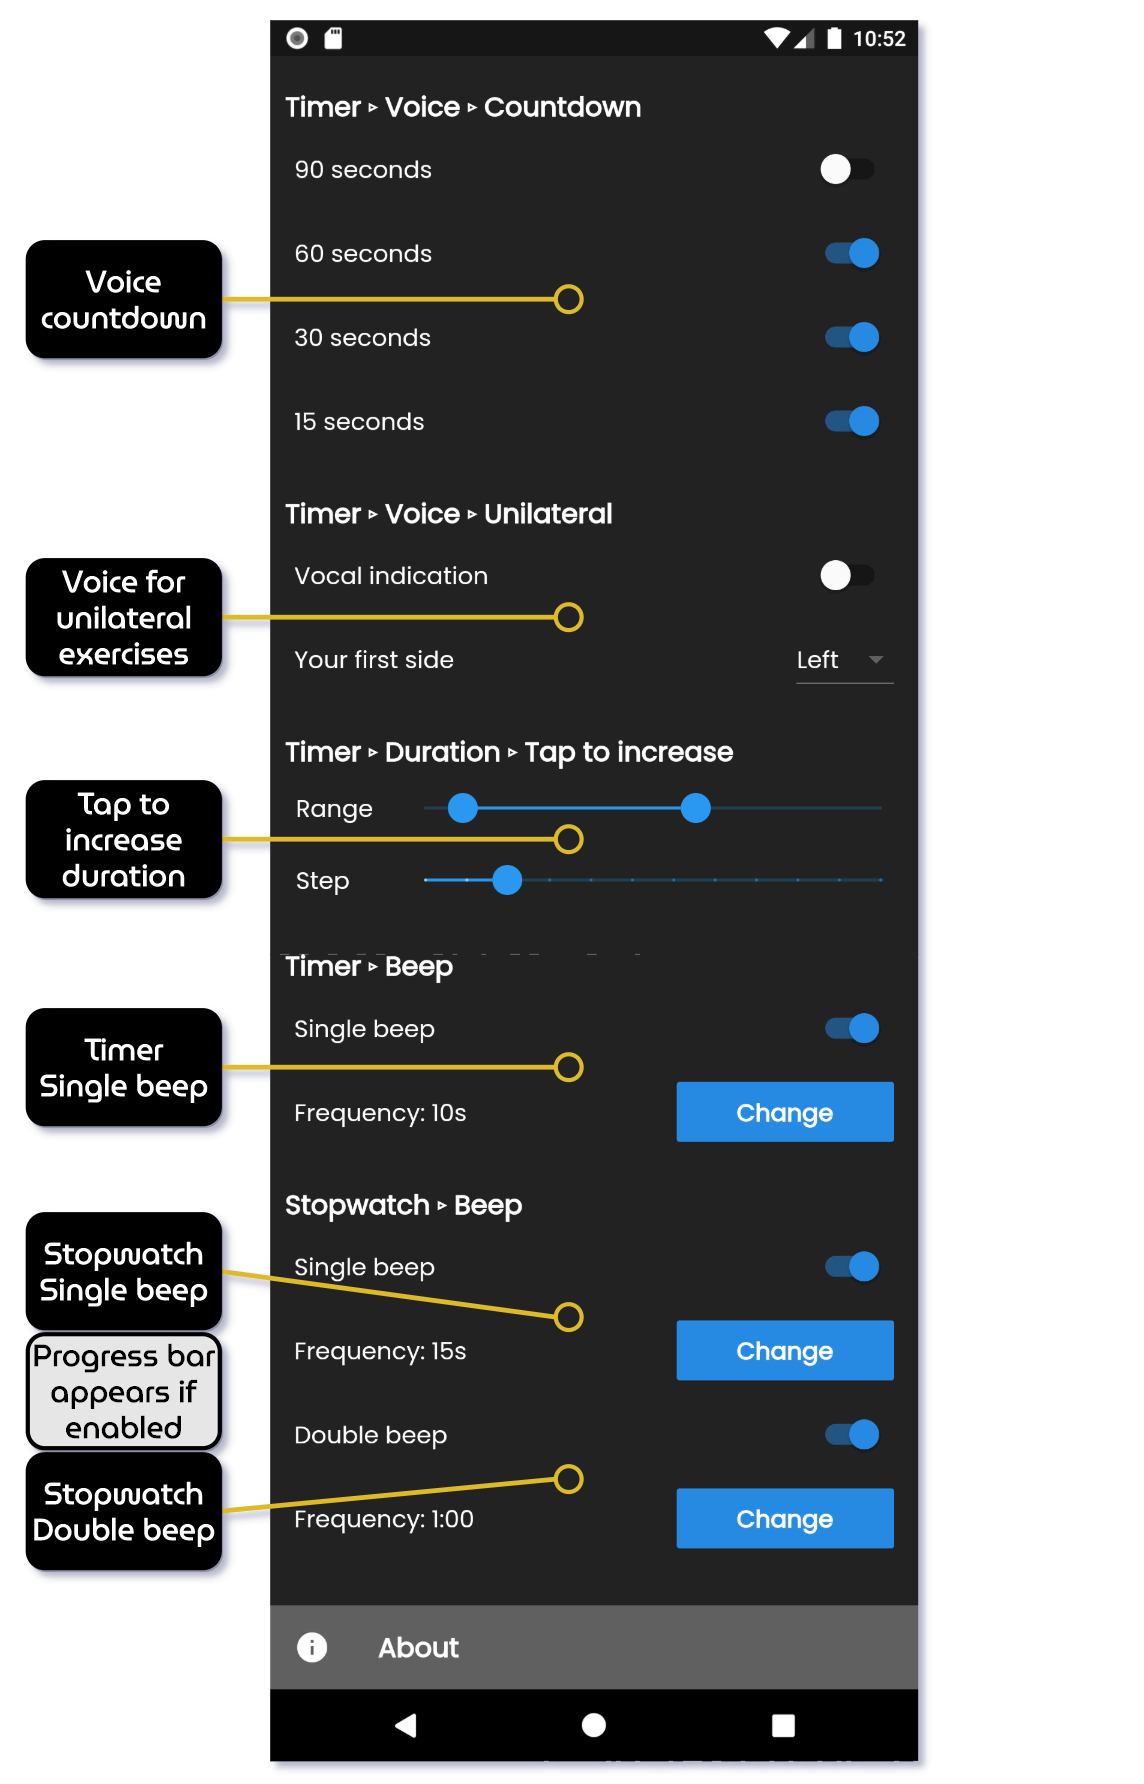 10:52
Timer ▹ Voice ▹ Countdown
90 seconds
60 seconds
Voice
countdown
30 seconds
15 seconds
Timer ▹ Voice ▹ Unilateral
Vocal indication
Voice for
unilateral
exercises
Your first side Left
Timer ▹ Duration ▹ Tap to increase
Tap to
increase
duration
Range
Step
Timer ▹ Beep
Single beep
Timer
Single beep
Frequency: 10s Change
Stopwatch ▹ Beep
Stopwatch
Single beep
Single beep
Frequency: 15s Change
Progress bar
appears if
enabled
Double beep
Stopwatch
Double beep
Frequency: 1:00 Change
About